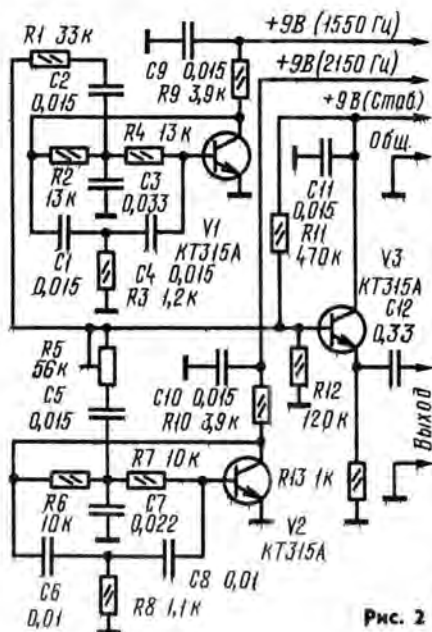 R1 33к
C2
0,015
C9 0,015
R9 3,9к
+9В (1550 Гц)
+9В (2150 Гц)
+9В (Стаб.)
Общ.
R4 13к
R2
13к
C3
0,033
C1
0,015
C4
0,015
R3 1,2к
V1
КТ315А
C11
0,015
R11
470к
V3
КТ315А
C12
0,33
R5
56к
C5
0,015
C10 0,015
R10 3,9к
R12
120к
Выход
R7 10к
R6
10к
C7
0,022
R13 1к
V2
КТ315А
C6
0,01
C8 0,01
R8 1,1к
Рис. 2